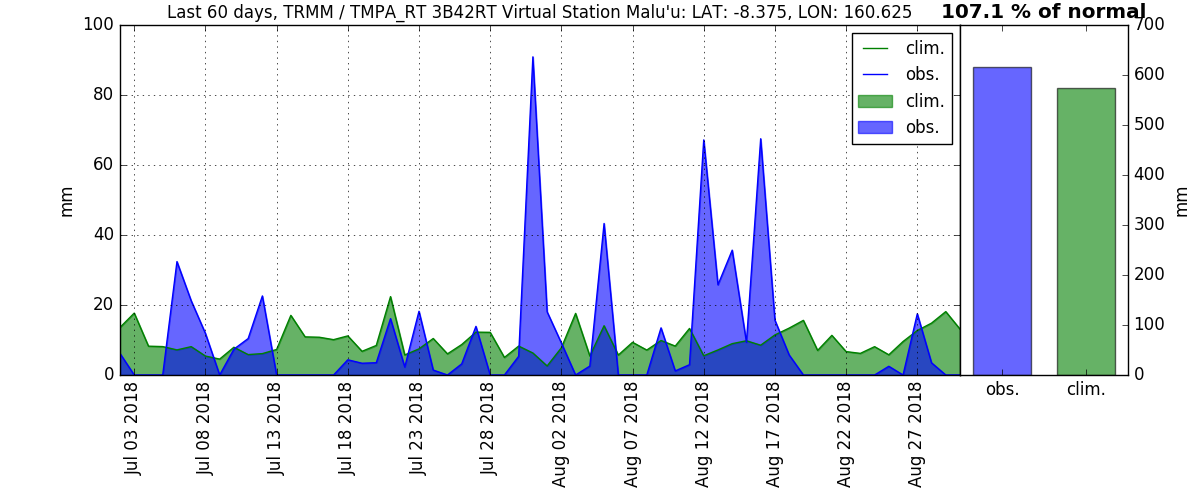 Last 60 days, TRMM / TMPA_RT 3B42RT Virtual Station Malu'u: LAT: -8.375, LON: 160.625
107.1 % of normal
100
80
60
40
20
0
mm
clim.
obs.
clim.
obs.
700
600
500
400
300
200
100
0
mm
Jul 03 2018
Jul 08 2018
Jul 13 2018
Jul 18 2018
Jul 23 2018
Jul 28 2018
Aug 02 2018
Aug 07 2018
Aug 12 2018
Aug 17 2018
Aug 22 2018
Aug 27 2018
obs.
clim.